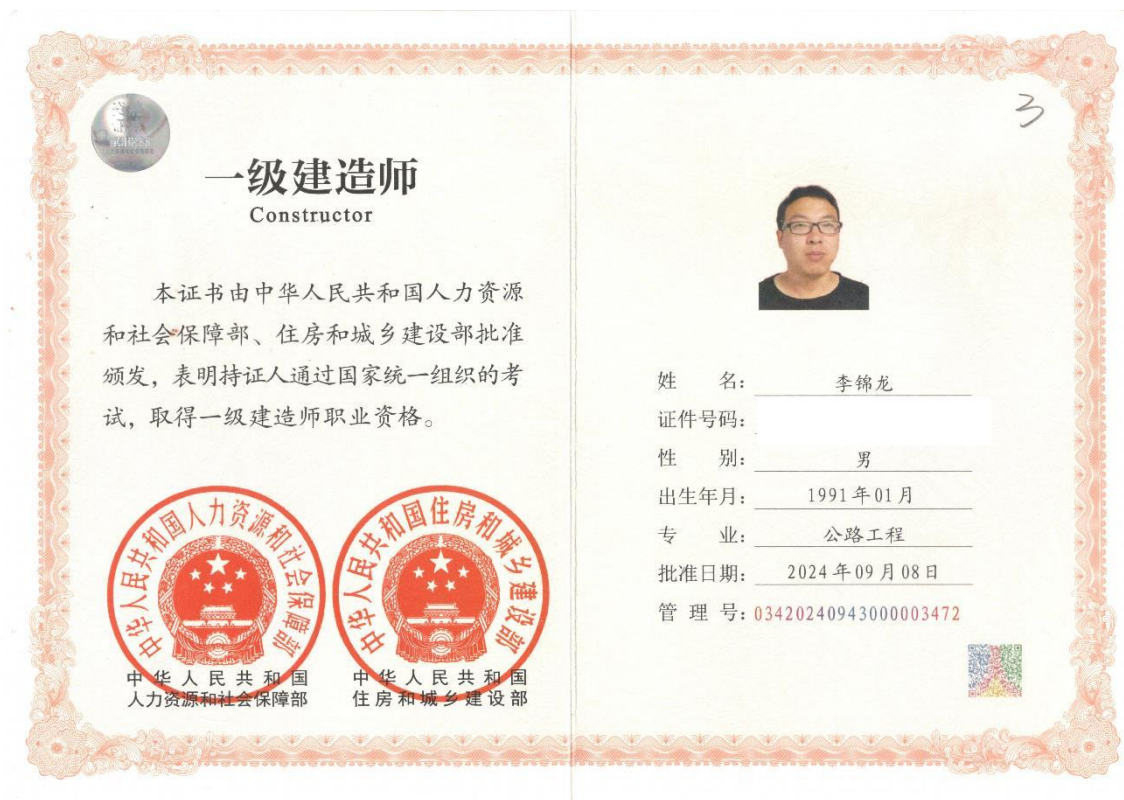 一级建造师
Constructor
本证书由中华人民共和国人力资源
和社会保障部、住房和城乡建设部批准
颁发，表明持证人通过国家统一组织的考
试，取得一级建造师职业资格。
中华人民共和国人力资源和社会保障部
中华人民共和国住房和城乡建设部
中华人民共和国
人力资源和社会保障部
中华人民共和国
住房和城乡建设部
3
姓名：李锦龙
证件号码：
性别：男
出生年月：1991年01月
专业：公路工程
批准日期：2024年09月08日
管理号：03420240943000003472